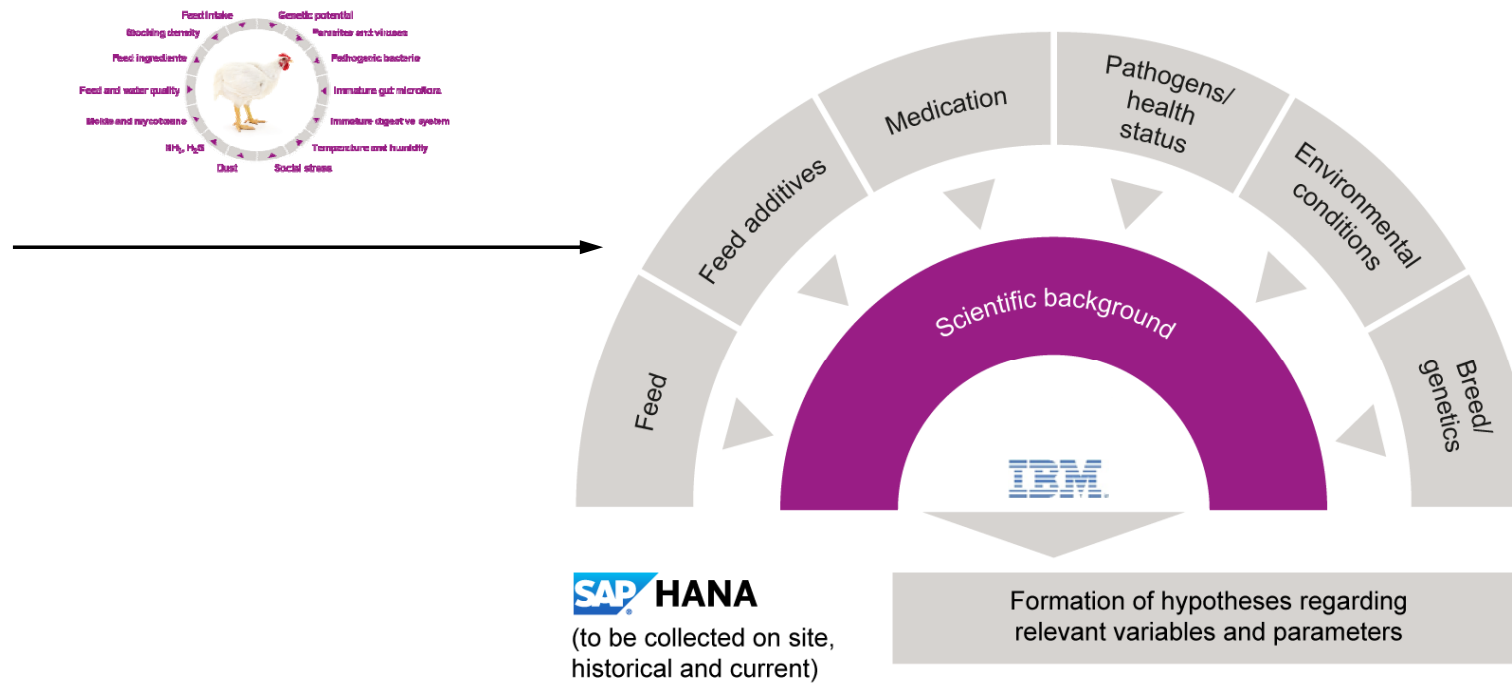 Feed intake
Genetic potential
Stocking density
Parasites and viruses
Feed ingredients
Pathogenic bacteria
Feed and water quality
Immature gut microflora
Molds and mycotoxins
Immature digestive system
NH₃, H₂S
Temperature and humidity
Dust
Social stress
Feed
Feed additives
Medication
Pathogens/
health
status
Environmental
conditions
Breed/
genetics
Scientific background
IBM
SAP HANA
(to be collected on site,
historical and current)
Formation of hypotheses regarding
relevant variables and parameters